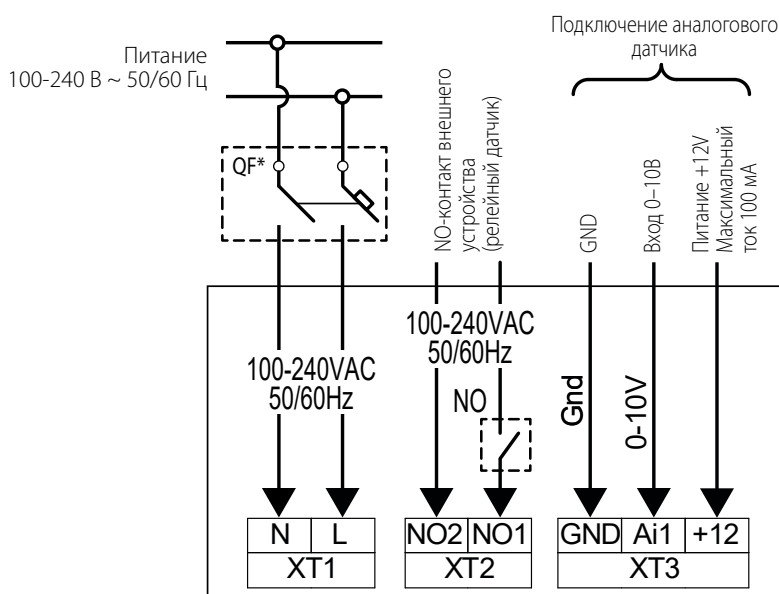 Подключение аналогового
датчика
Питание
100-240 В ~ 50/60 Гц
QF*
NO-контакт внешнего
устройства
(релейный датчик)
GND
Вход 0–10В
Питание +12V
Максимальный
ток 100 мА
100-240VAC
50/60Hz
100-240VAC
50/60Hz
NO
Gnd
0-10V
N L
XT1
NO2 NO1
XT2
GND Ai1 +12
XT3